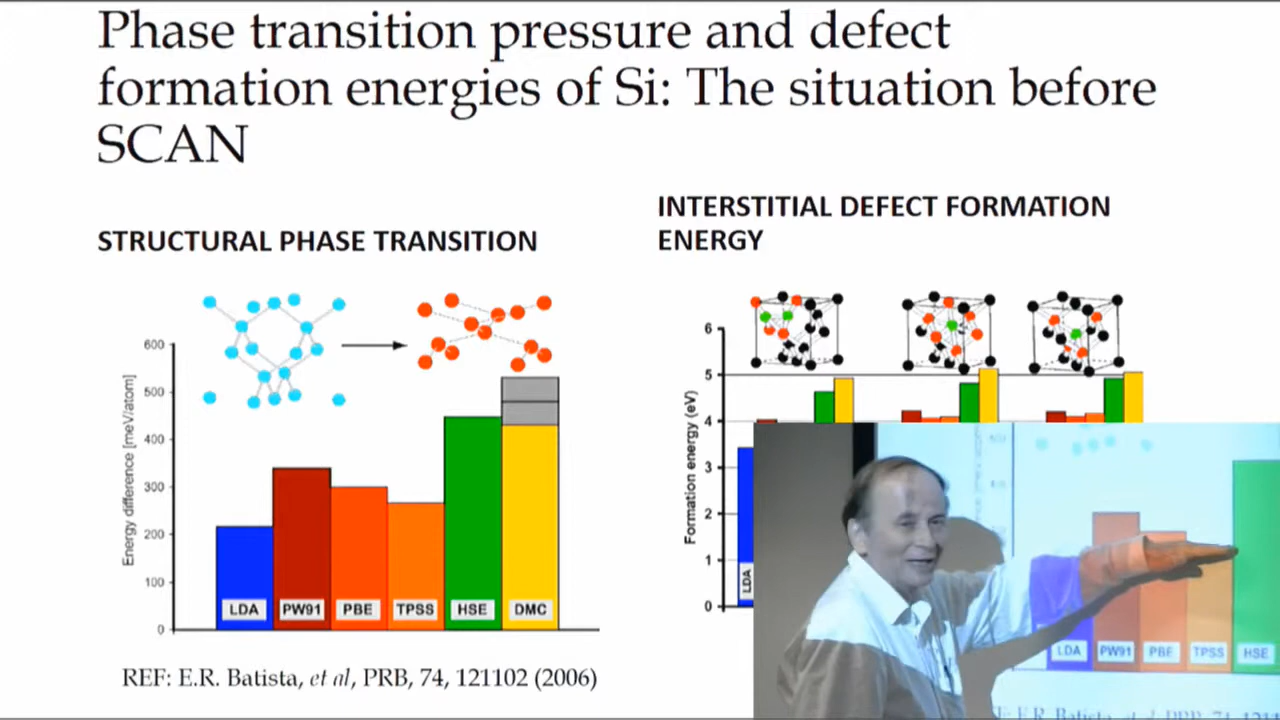 Phase transition pressure and defect
formation energies of Si: The situation before
SCAN
STRUCTURAL PHASE TRANSITION
INTERSTITIAL DEFECT FORMATION
ENERGY
Energy difference [meV/atom]
600
500
400
300
200
100
0
LDA PW91 PBE TPSS HSE DMC
REF: E.R. Batista, et al, PRB, 74, 121102 (2006)
Formation energy (eV)
6
5
4
3
2
1
0
LDA
LDA PW91 PBE TPSS HSE